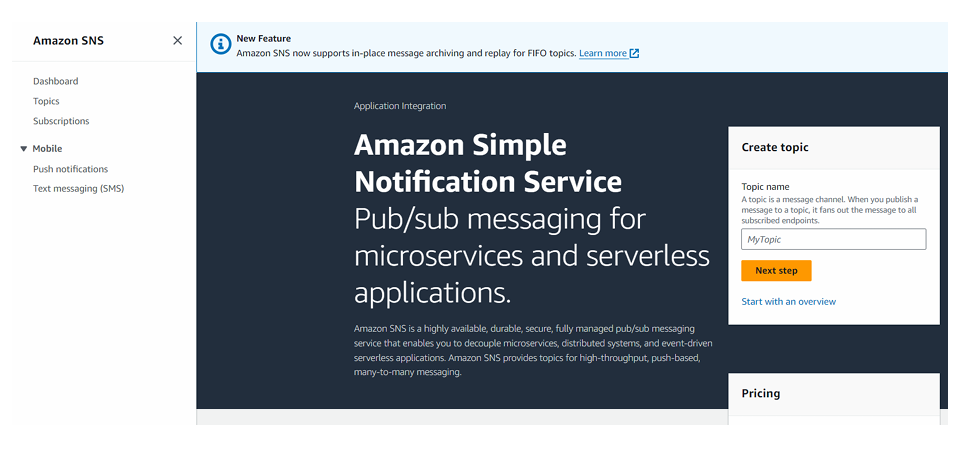 Amazon SNS
Dashboard
Topics
Subscriptions
Mobile
Push notifications
Text messaging (SMS)
New Feature
Amazon SNS now supports in-place message archiving and replay for FIFO topics. Learn more
Application Integration
Amazon Simple
Notification Service
Pub/sub messaging for
microservices and serverless
applications.
Amazon SNS is a highly available, durable, secure, fully managed pub/sub messaging
service that enables you to decouple microservices, distributed systems, and event-driven
serverless applications. Amazon SNS provides topics for high-throughput, push-based,
many-to-many messaging.
Create topic
Topic name
A topic is a message channel. When you publish a
message to a topic, it fans out the message to all
subscribed endpoints.
MyTopic
Next step
Start with an overview
Pricing